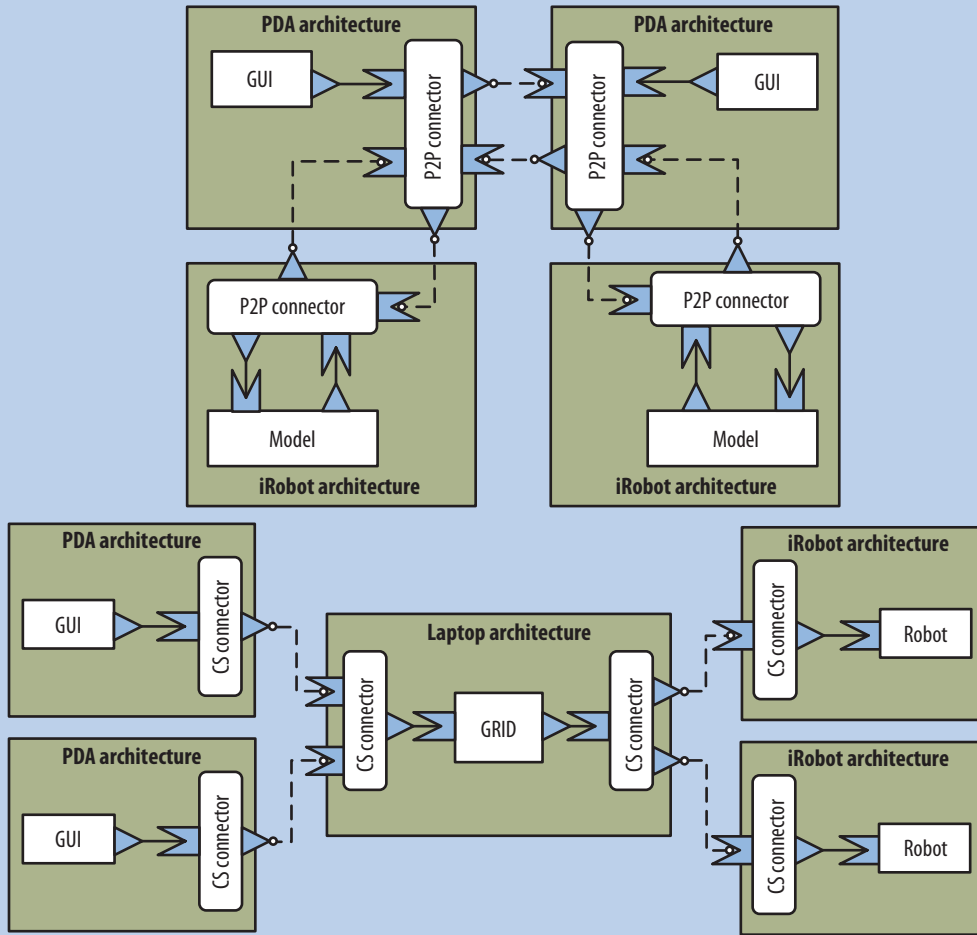 PDA architecture
PDA architecture
GUI
P2P connector
P2P connector
GUI
P2P connector
P2P connector
Model
Model
iRobot architecture
iRobot architecture
PDA architecture
GUI
CS connector
Laptop architecture
CS connector
GRID
CS connector
iRobot architecture
CS connector
Robot
PDA architecture
GUI
CS connector
iRobot architecture
CS connector
Robot